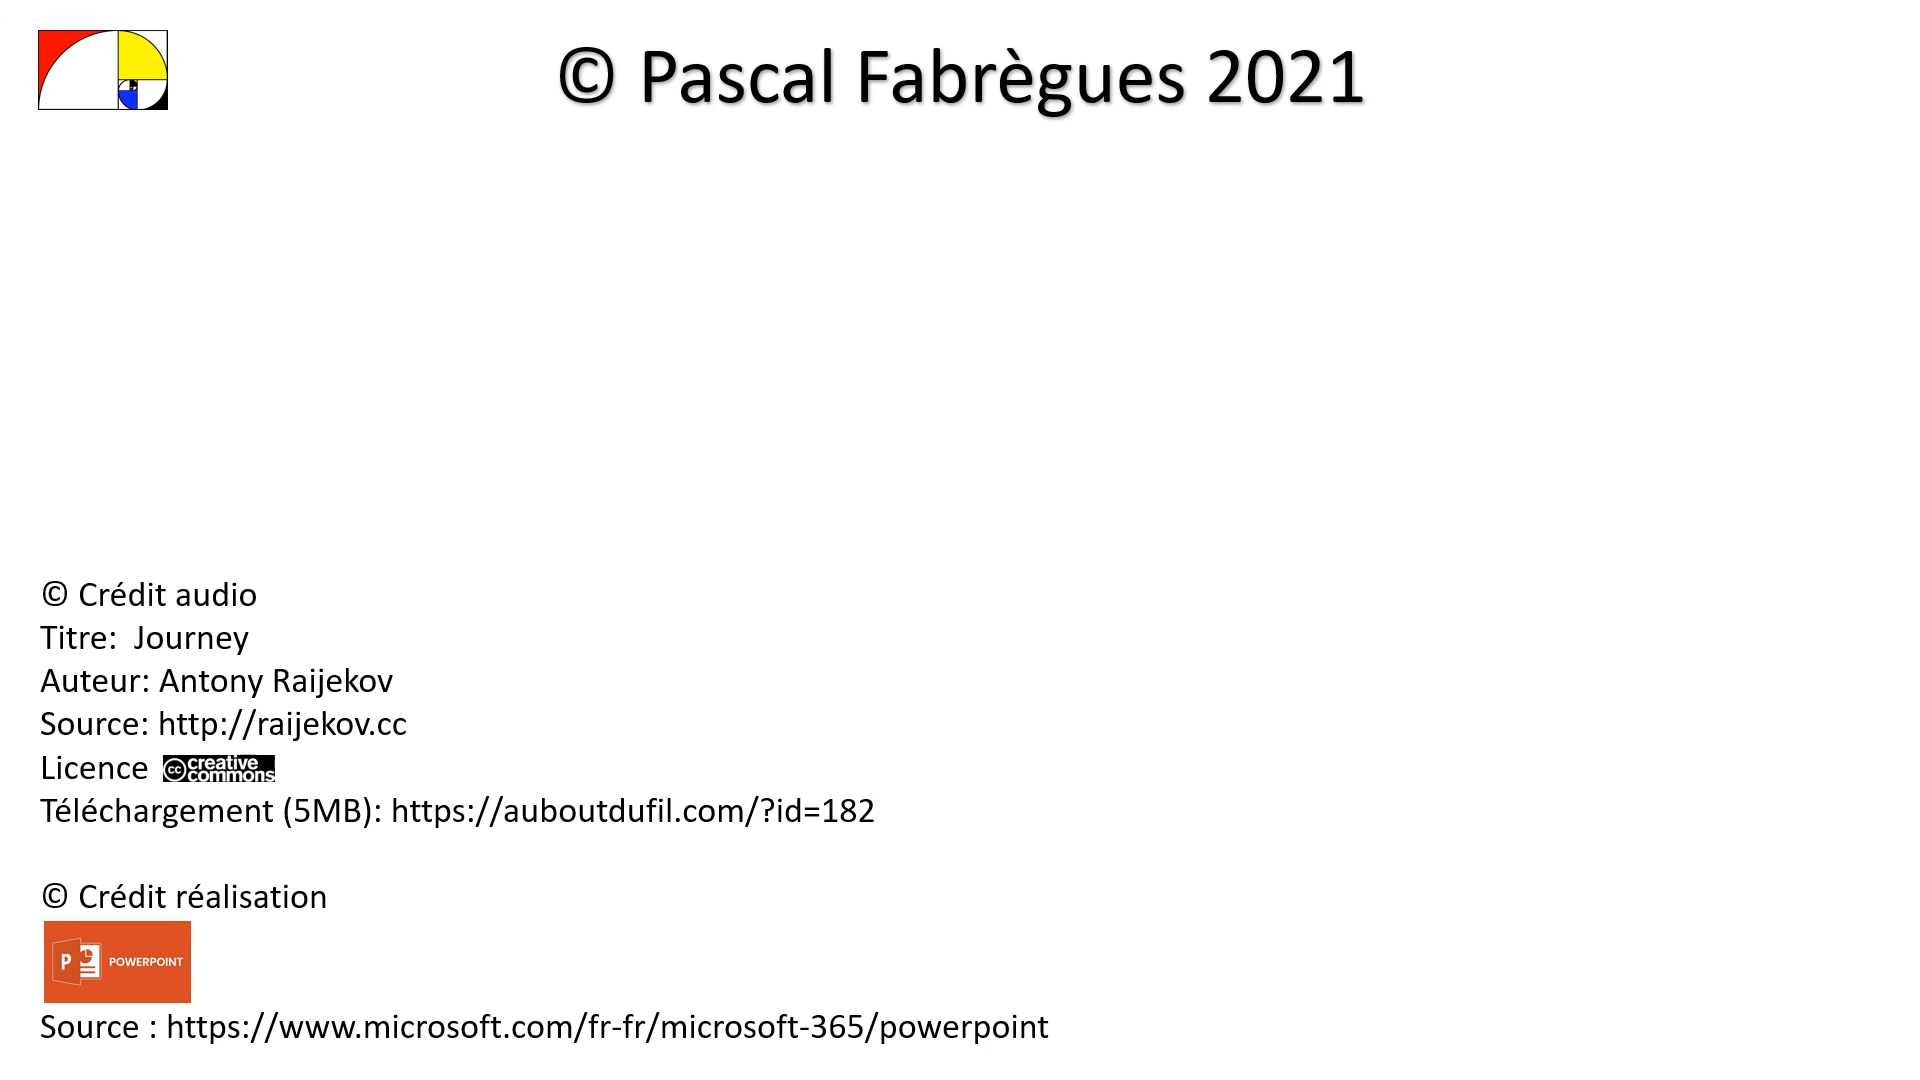 © Pascal Fabrègues 2021
© Crédit audio
Titre:  Journey
Auteur: Antony Raijekov
Source: http://raijekov.cc
Licence cc creative commons
Téléchargement (5MB): https://auboutdufil.com/?id=182
© Crédit réalisation
P POWERPOINT
Source : https://www.microsoft.com/fr-fr/microsoft-365/powerpoint